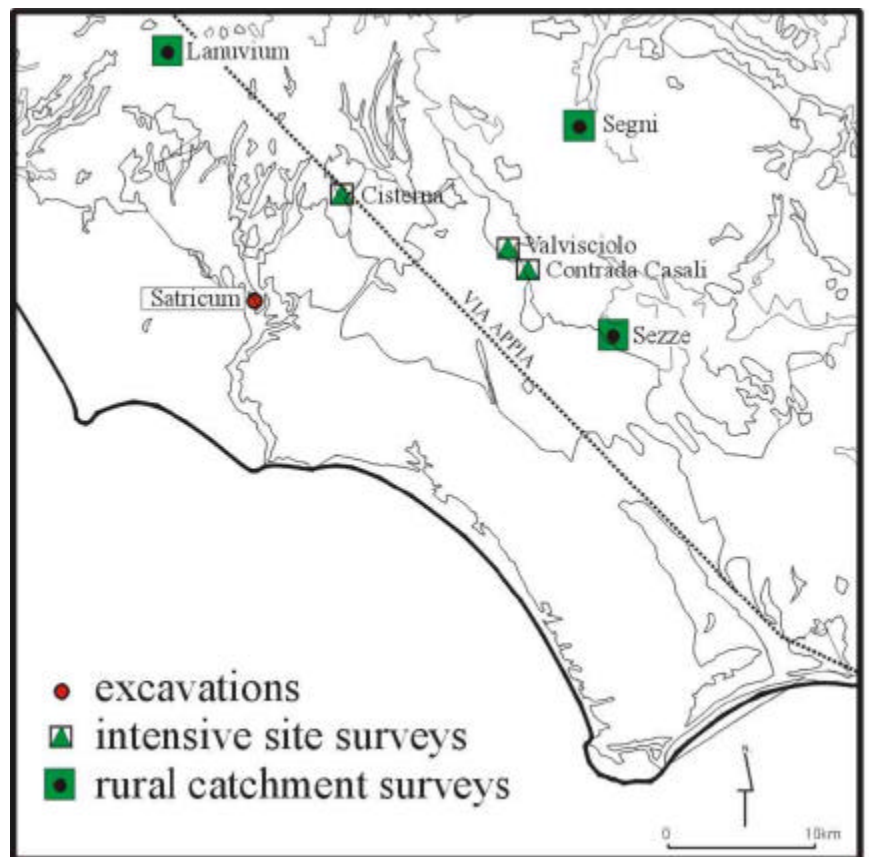 Lanuvium
Segni
Cisterna
Valvisciolo
Contrada Casali
Satricum
VIA APPIA
Sezze
excavations
intensive site surveys
rural catchment surveys
N
0 10km